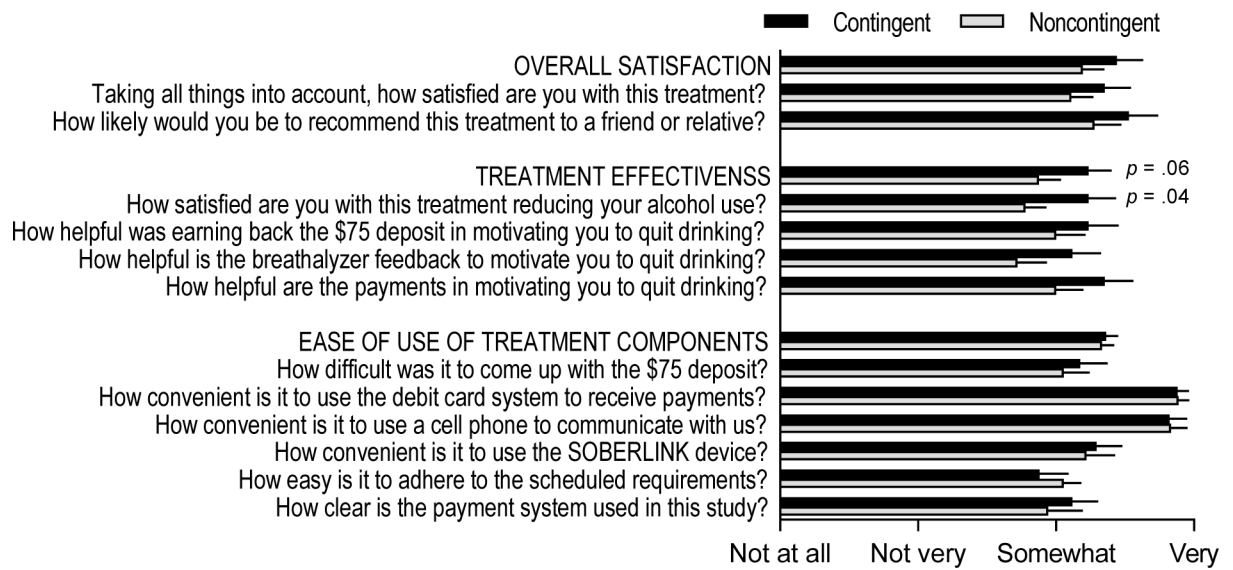 Contingent Noncontingent
OVERALL SATISFACTION
Taking all things into account, how satisfied are you with this treatment?
How likely would you be to recommend this treatment to a friend or relative?
TREATMENT EFFECTIVENSS p = .06
How satisfied are you with this treatment reducing your alcohol use? p = .04
How helpful was earning back the $75 deposit in motivating you to quit drinking?
How helpful is the breathalyzer feedback to motivate you to quit drinking?
How helpful are the payments in motivating you to quit drinking?
EASE OF USE OF TREATMENT COMPONENTS
How difficult was it to come up with the $75 deposit?
How convenient is it to use the debit card system to receive payments?
How convenient is it to use a cell phone to communicate with us?
How convenient is it to use the SOBERLINK device?
How easy is it to adhere to the scheduled requirements?
How clear is the payment system used in this study?
Not at all Not very Somewhat Very